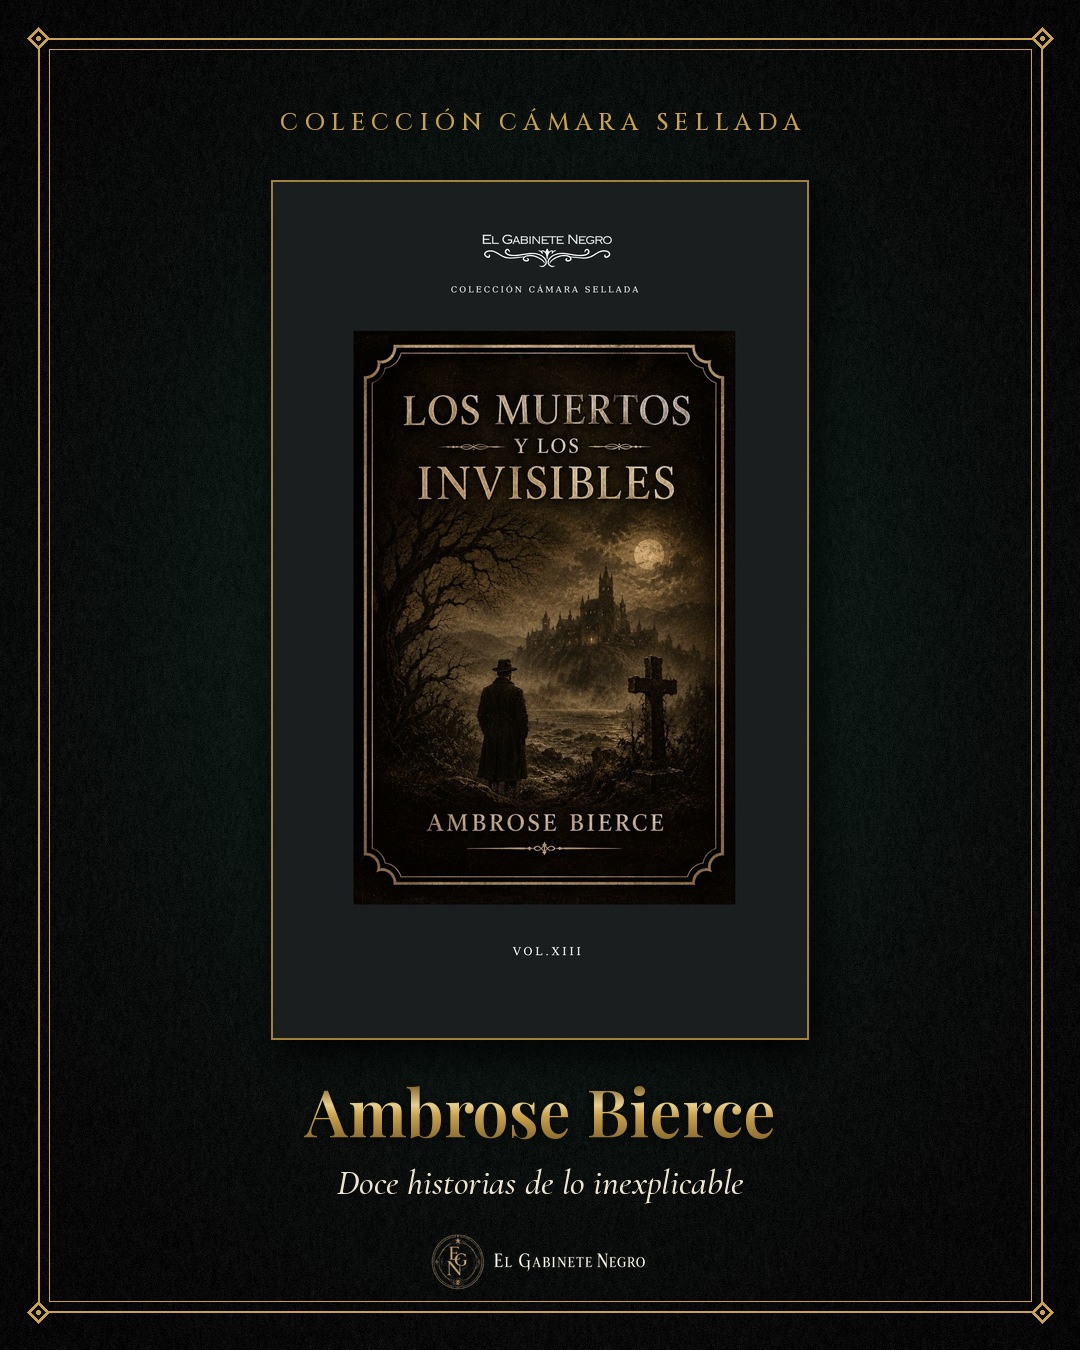 COLECCIÓN CÁMARA SELLADA
EL GABINETE NEGRO
COLECCIÓN CÁMARA SELLADA
LOS MUERTOS
Y LOS
INVISIBLES
AMBROSE BIERCE
VOL.XIII
Ambrose Bierce
Doce historias de lo inexplicable
EGN
EL GABINETE NEGRO